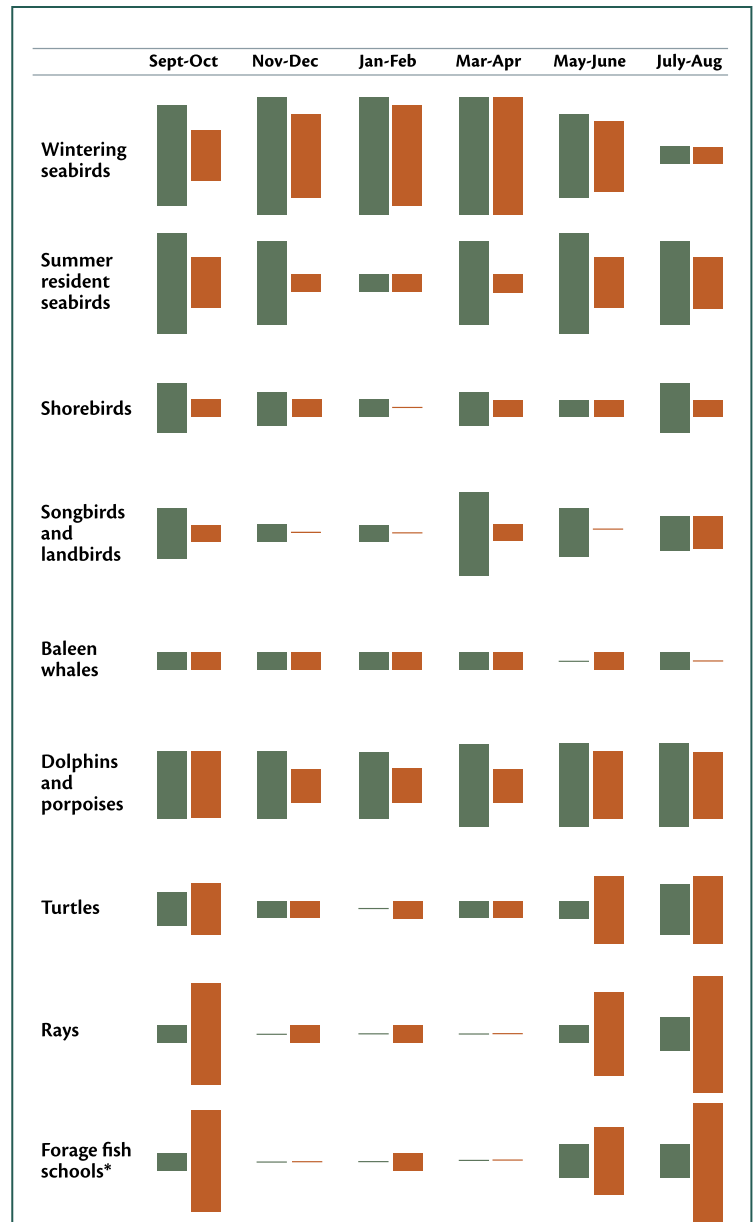 Sept-Oct Nov-Dec Jan-Feb Mar-Apr May-June July-Aug
Wintering
seabirds
Summer
resident
seabirds
Shorebirds
Songbirds
and
landbirds
Baleen
whales
Dolphins
and
porpoises
Turtles
Rays
Forage fish
schools*